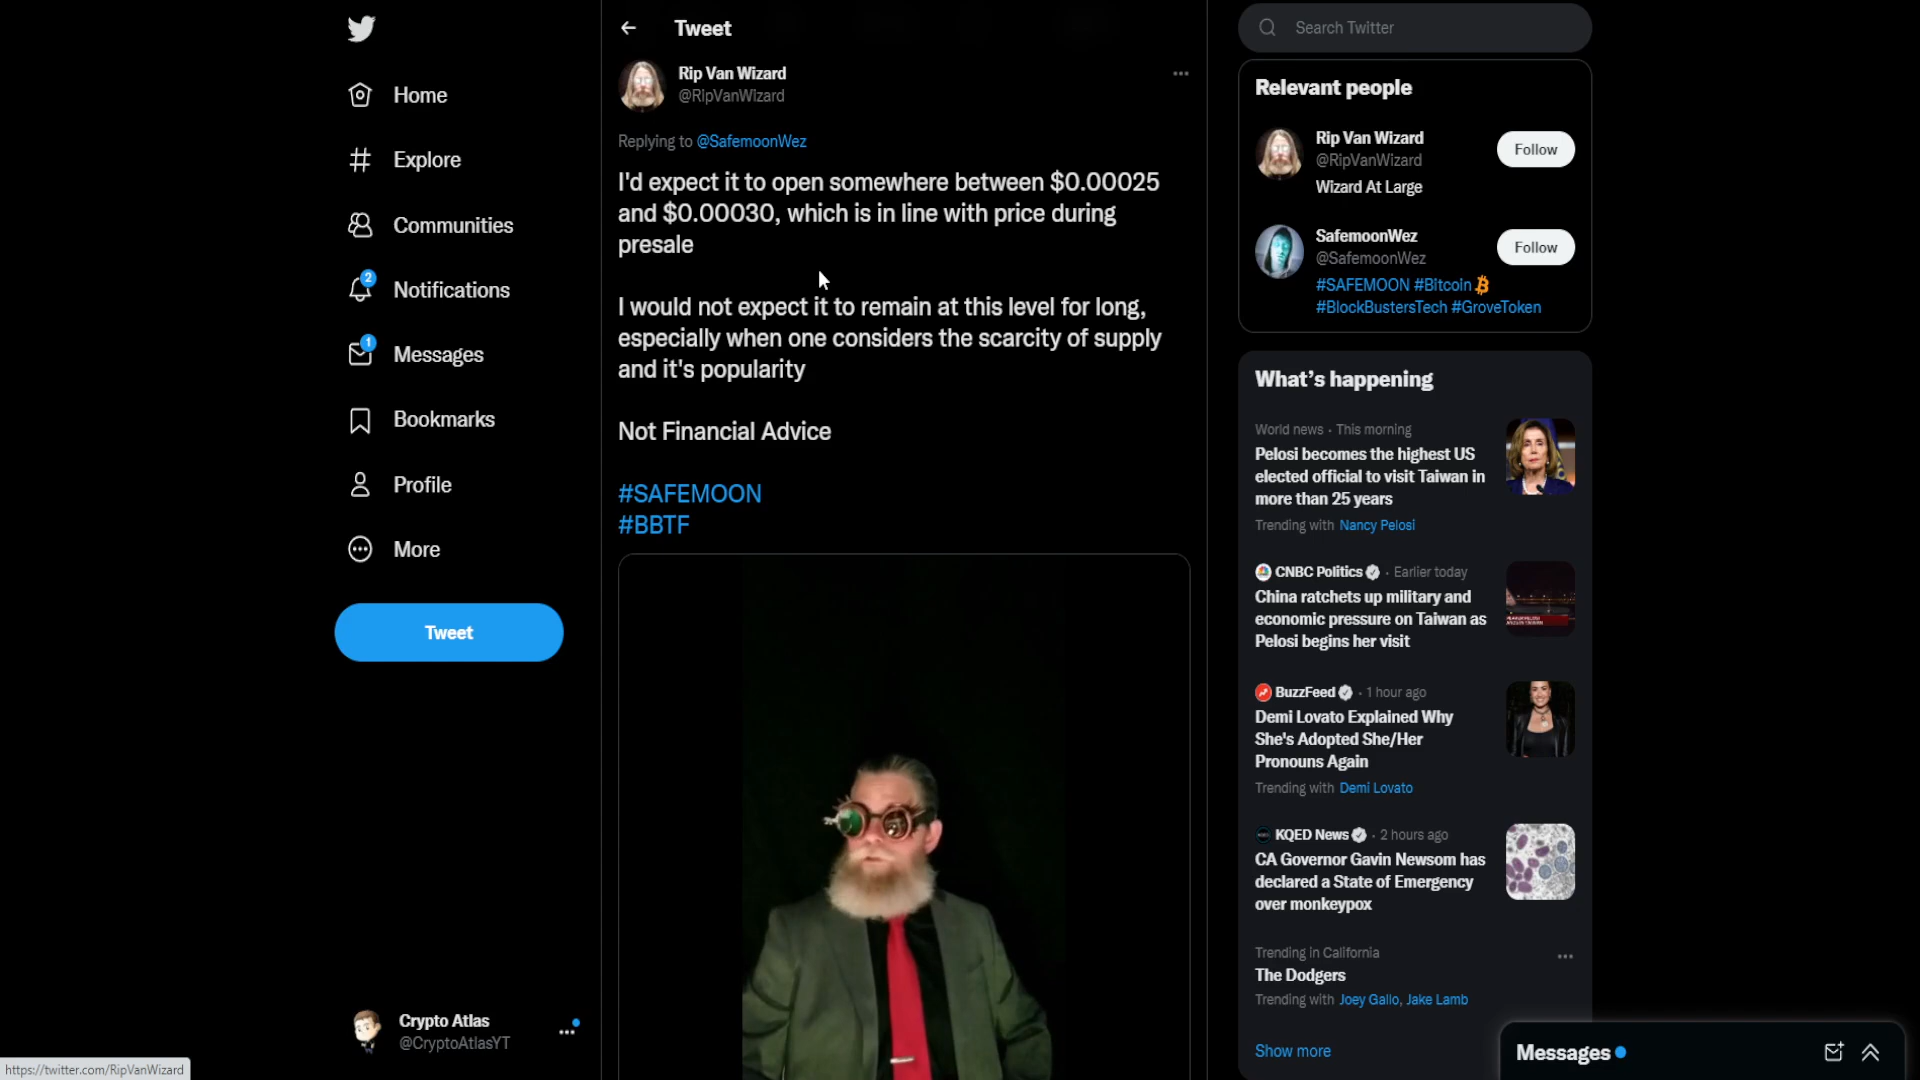 Home
Explore
Communities
2
Notifications
1
Messages
Bookmarks
Profile
More
Tweet
Crypto Atlas
@CryptoAtlasYT
https://twitter.com/RipVanWizard
Tweet
Rip Van Wizard
@RipVanWizard
Replying to @SafemoonWez
I'd expect it to open somewhere between $0.00025
and $0.00030, which is in line with price during
presale
I would not expect it to remain at this level for long,
especially when one considers the scarcity of supply
and it's popularity
Not Financial Advice
#SAFEMOON
#BBTF
Search Twitter
Relevant people
Rip Van Wizard
@RipVanWizard
Follow
Wizard At Large
SafemoonWez
@SafemoonWez
Follow
#SAFEMOON #Bitcoin
#BlockBustersTech #GroveToken
What's happening
World news · This morning
Pelosi becomes the highest US
elected official to visit Taiwan in
more than 25 years
Trending with Nancy Pelosi
CNBC Politics · Earlier today
China ratchets up military and
economic pressure on Taiwan as
Pelosi begins her visit
BuzzFeed · 1 hour ago
Demi Lovato Explained Why
She's Adopted She/Her
Pronouns Again
Trending with Demi Lovato
KQED News · 2 hours ago
CA Governor Gavin Newsom has
declared a State of Emergency
over monkeypox
Trending in California
The Dodgers
Trending with Joey Gallo, Jake Lamb
Show more
Messages